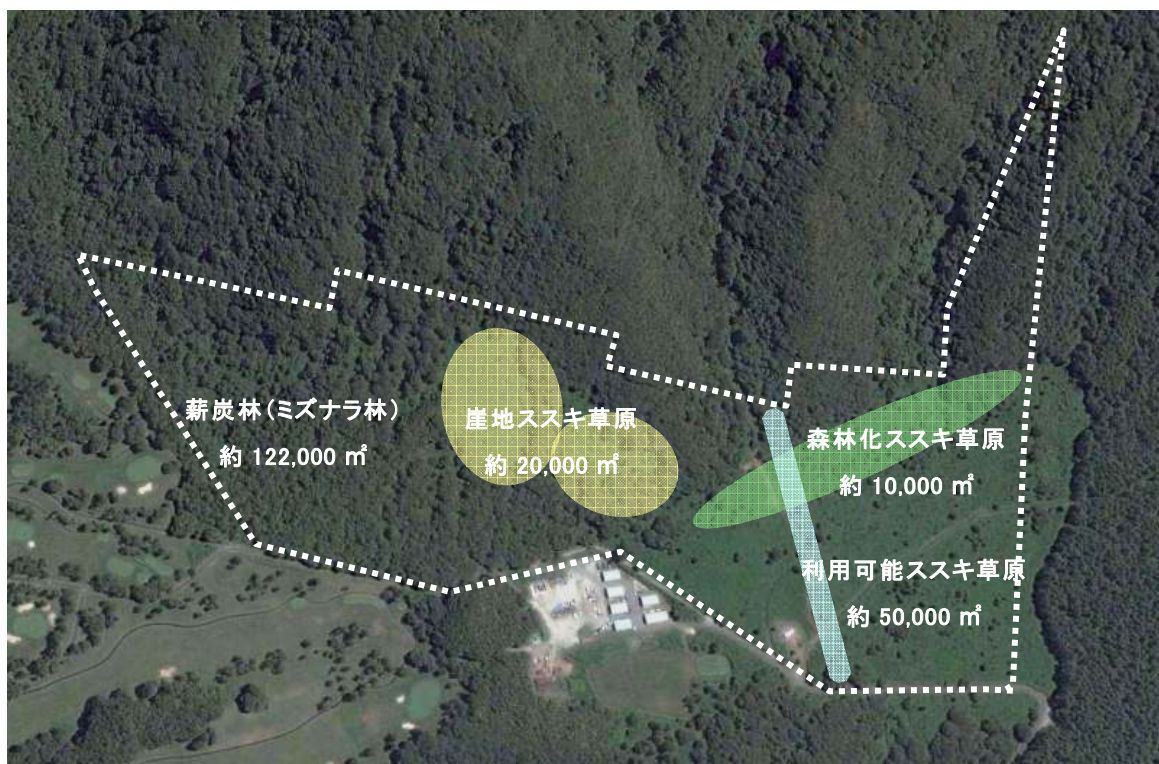 薪炭林（ミズナラ林）
約 122,000 ㎡
崖地ススキ草原
約 20,000 ㎡
森林化ススキ草原
約 10,000 ㎡
利用可能ススキ草原
約 50,000 ㎡